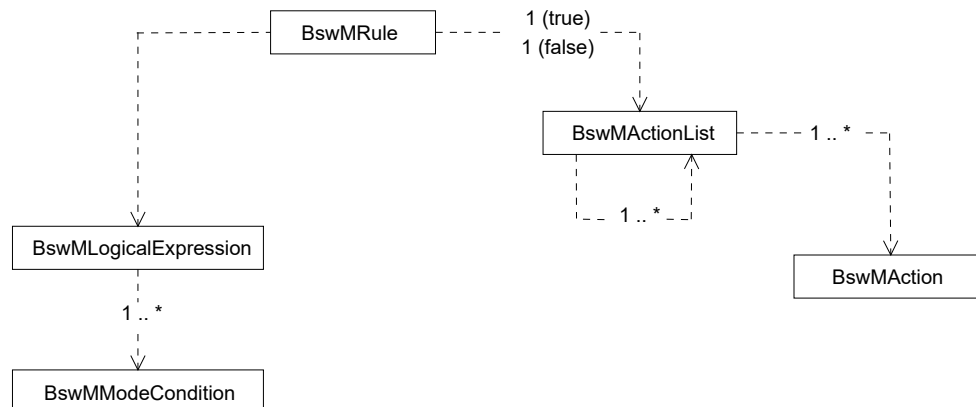 BswMRule
1 (true)
1 (false)
BswMActionList
1 .. *
1 .. *
BswMLogicalExpression
BswMAction
1 .. *
BswMModeCondition